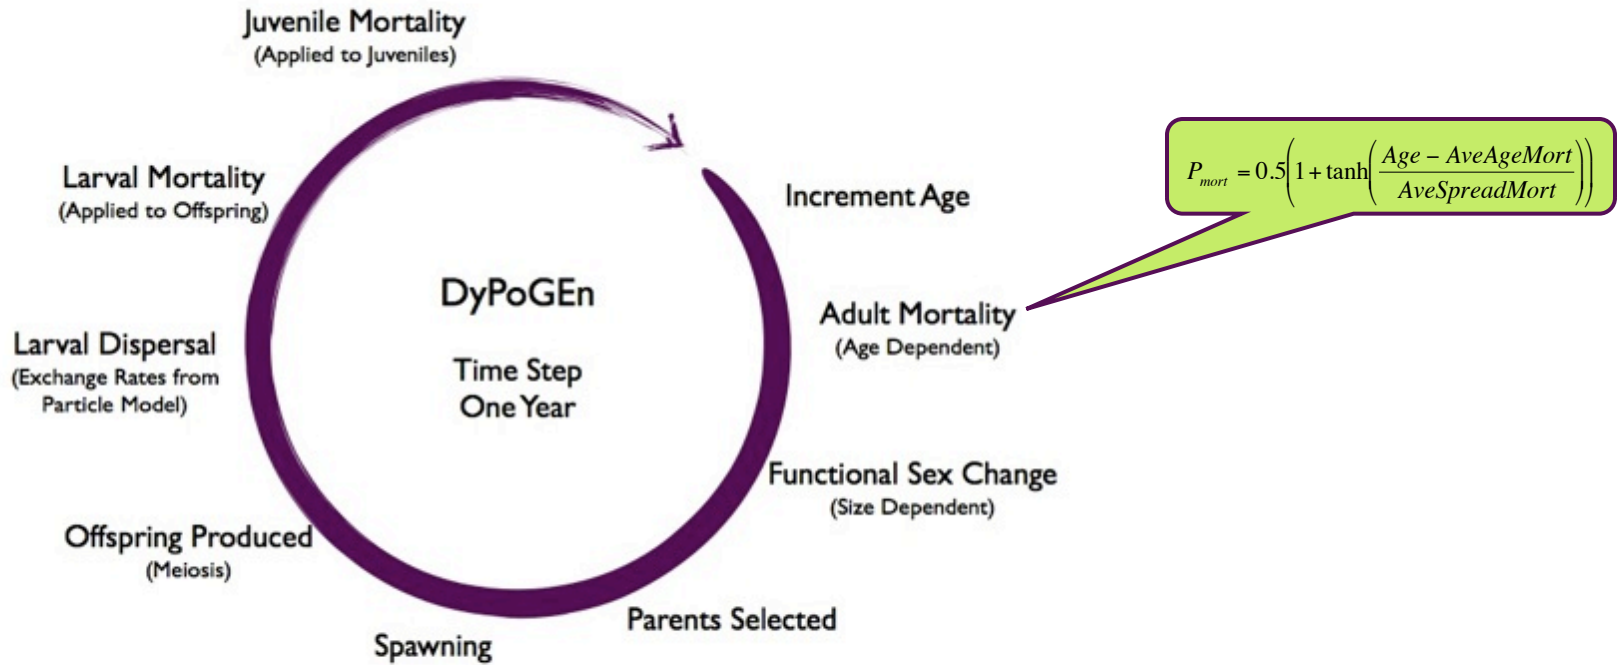 Juvenile Mortality
(Applied to Juveniles)
Increment Age
P_mort = 0.5(1 + tanh((Age − AveAgeMort)/(AveSpreadMort)))
Adult Mortality
(Age Dependent)
Functional Sex Change
(Size Dependent)
Parents Selected
Spawning
Offspring Produced
(Meiosis)
Larval Dispersal
(Exchange Rates from
Particle Model)
Larval Mortality
(Applied to Offspring)
DyPoGEn
Time Step
One Year